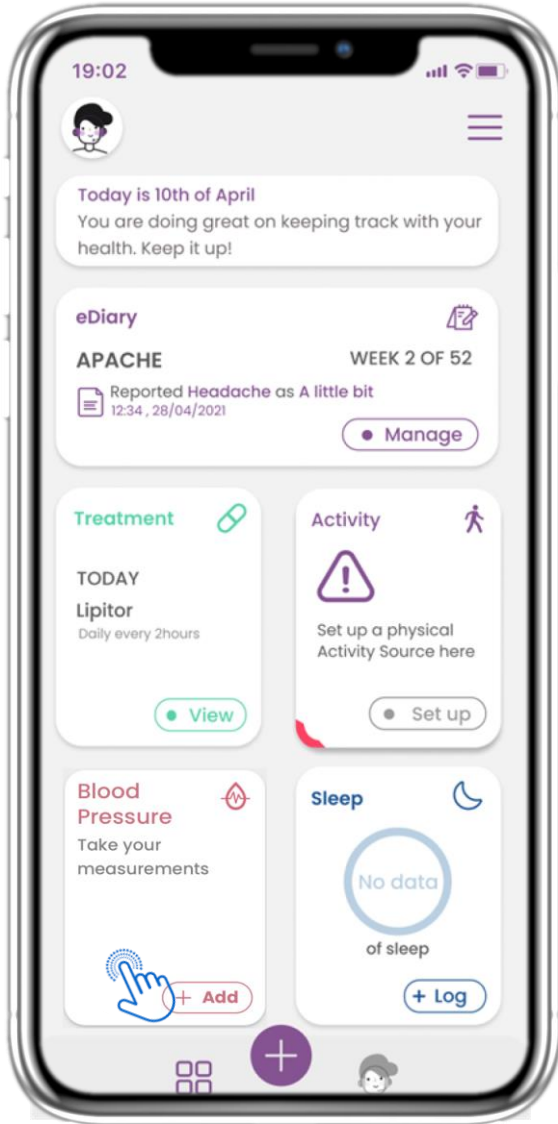 19:02
Today is 10th of April
You are doing great on keeping track with your
health. Keep it up!
eDiary
APACHE
WEEK 2 OF 52
Reported Headache as A little bit
12:34 , 28/04/2021
Manage
Treatment
TODAY
Lipitor
Daily every 2hours
View
Activity
Set up a physical
Activity Source here
Set up
Blood
Pressure
Take your
measurements
+ Add
Sleep
No data
of sleep
+ Log